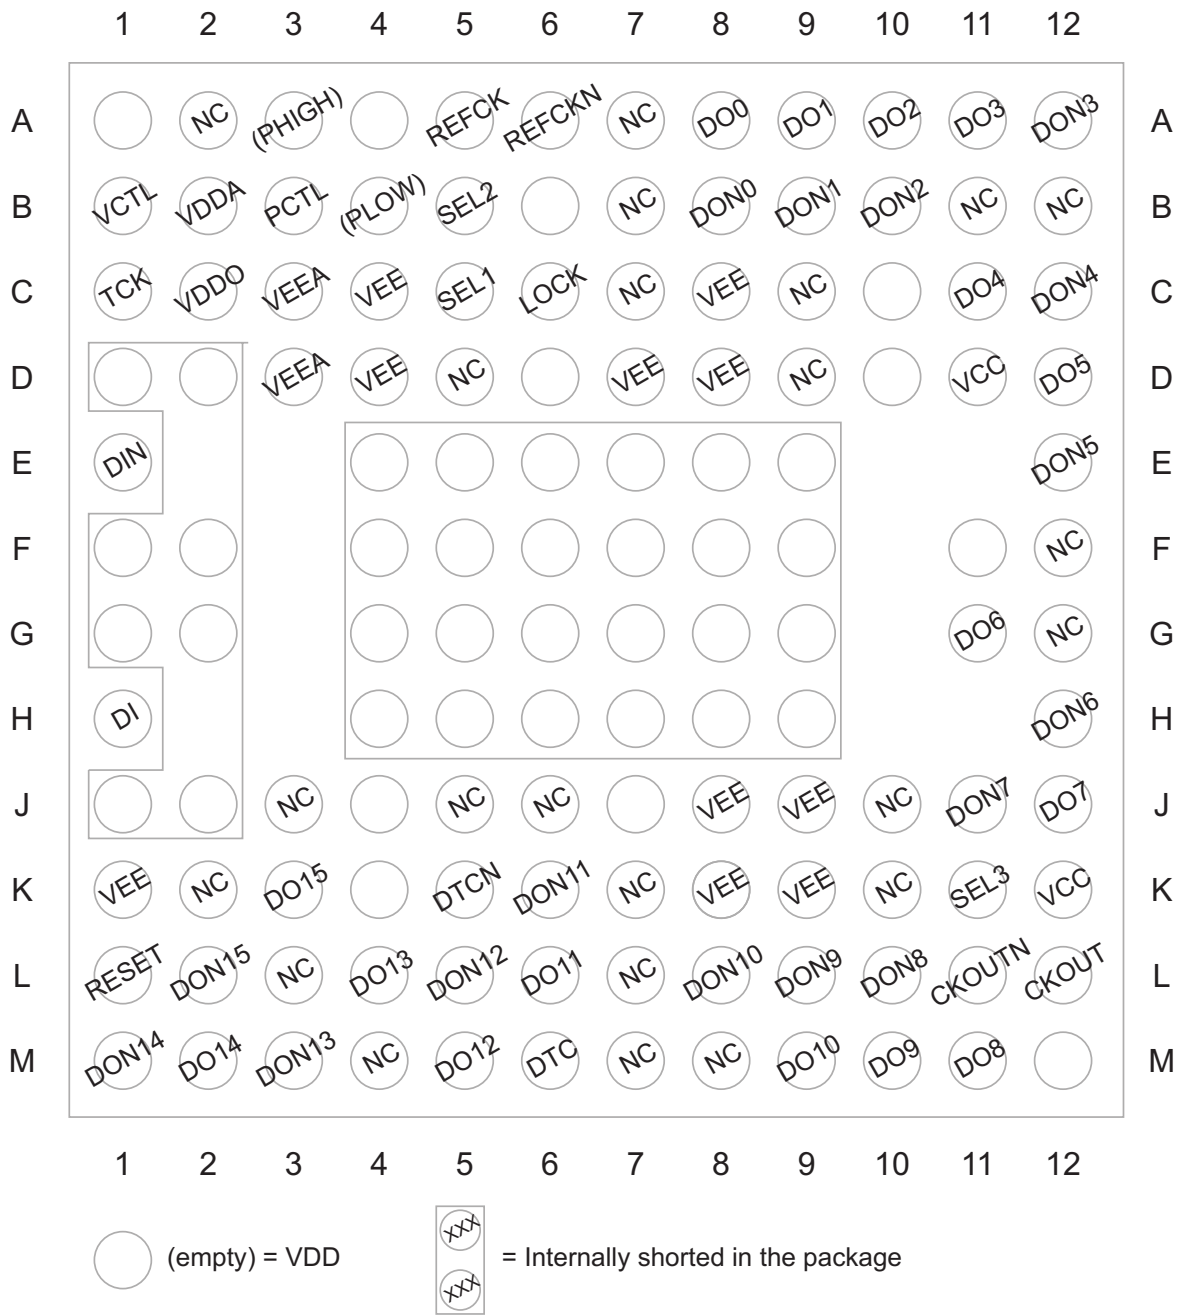 1 2 3 4 5 6 7 8 9 10 11 12
A NC (PHIGH) REFCK REFCKN NC DO0 DO1 DO2 DO3 DON3 A
B VCTL VDDA PCTL (PLOW) SEL2 NC DON0 DON1 DON2 NC NC B
C TCK VDDO VEEA VEE SEL1 LOCK NC VEE NC DO4 DON4 C
D VEEA VEE NC VEE VEE NC VCC DO5 D
E DIN DON5 E
F NC F
G DO6 NC G
H DI DON6 H
J NC NC NC VEE VEE NC DON7 DO7 J
K VEE NC DO15 DTCN DON11 NC VEE VEE NC SEL3 VCC K
L RESET DON15 NC DO13 DON12 DO11 NC DON10 DON9 DON8 CKOUTN CKOUT L
M DON14 DO14 DON13 NC DO12 DTC NC NC DO10 DO9 DO8 M
1 2 3 4 5 6 7 8 9 10 11 12
(empty) = VDD
XXX
XXX
= Internally shorted in the package